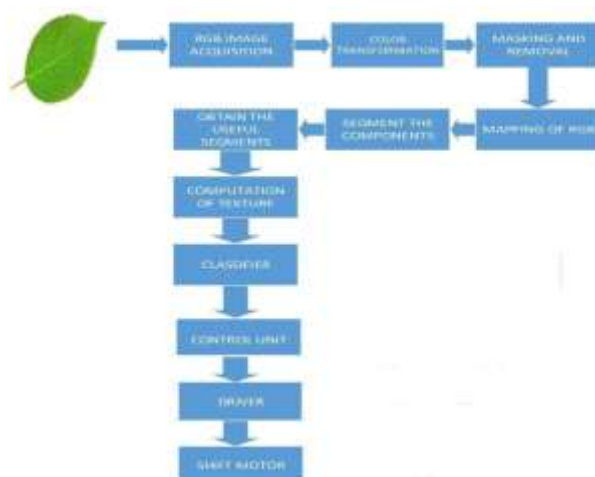 RGB IMAGE
ACQUISITION
COLOR
TRANSFORMATION
MASKING AND
REMOVAL
MAPPING OF RGB
SEGMENT THE
COMPONENTS
OBTAIN THE
USEFUL
SEGMENTS
COMPUTATION
OF TEXTURE
CLASSIFIER
CONTROL UNIT
DRIVER
SHIFT MOTOR